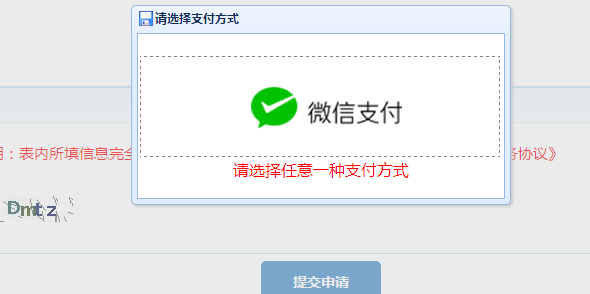 请选择支付方式
微信支付
：表内所填信息完全
务协议》
请选择任意一种支付方式
Dmtz
提交申请